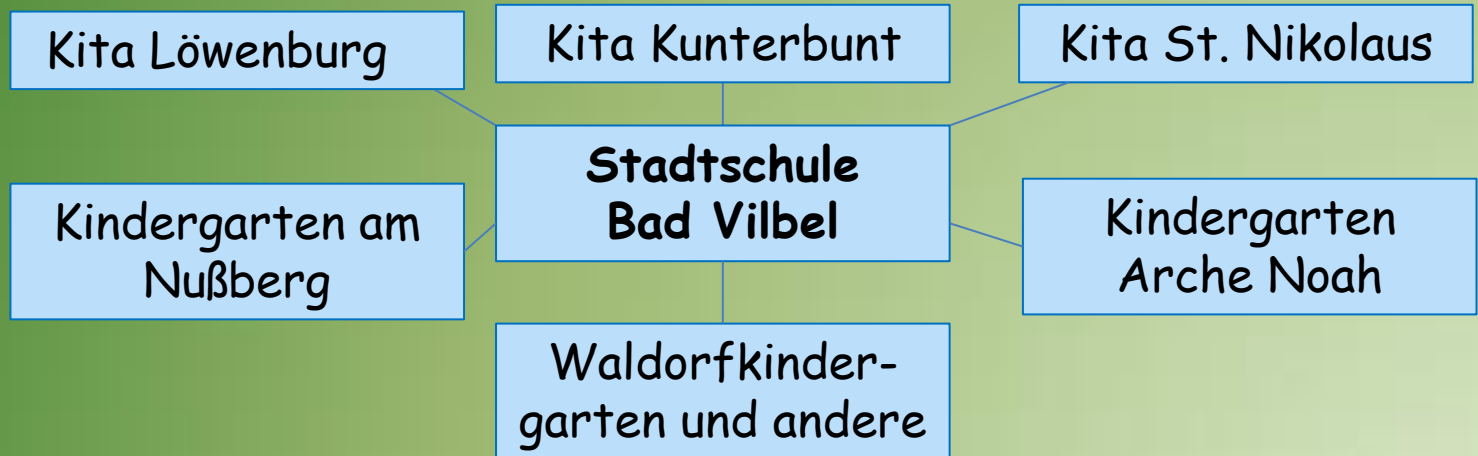 Kita Löwenburg
Kita Kunterbunt
Kita St. Nikolaus
Stadtschule
Bad Vilbel
Kindergarten am
Nußberg
Kindergarten
Arche Noah
Waldorfkinder-
garten und andere